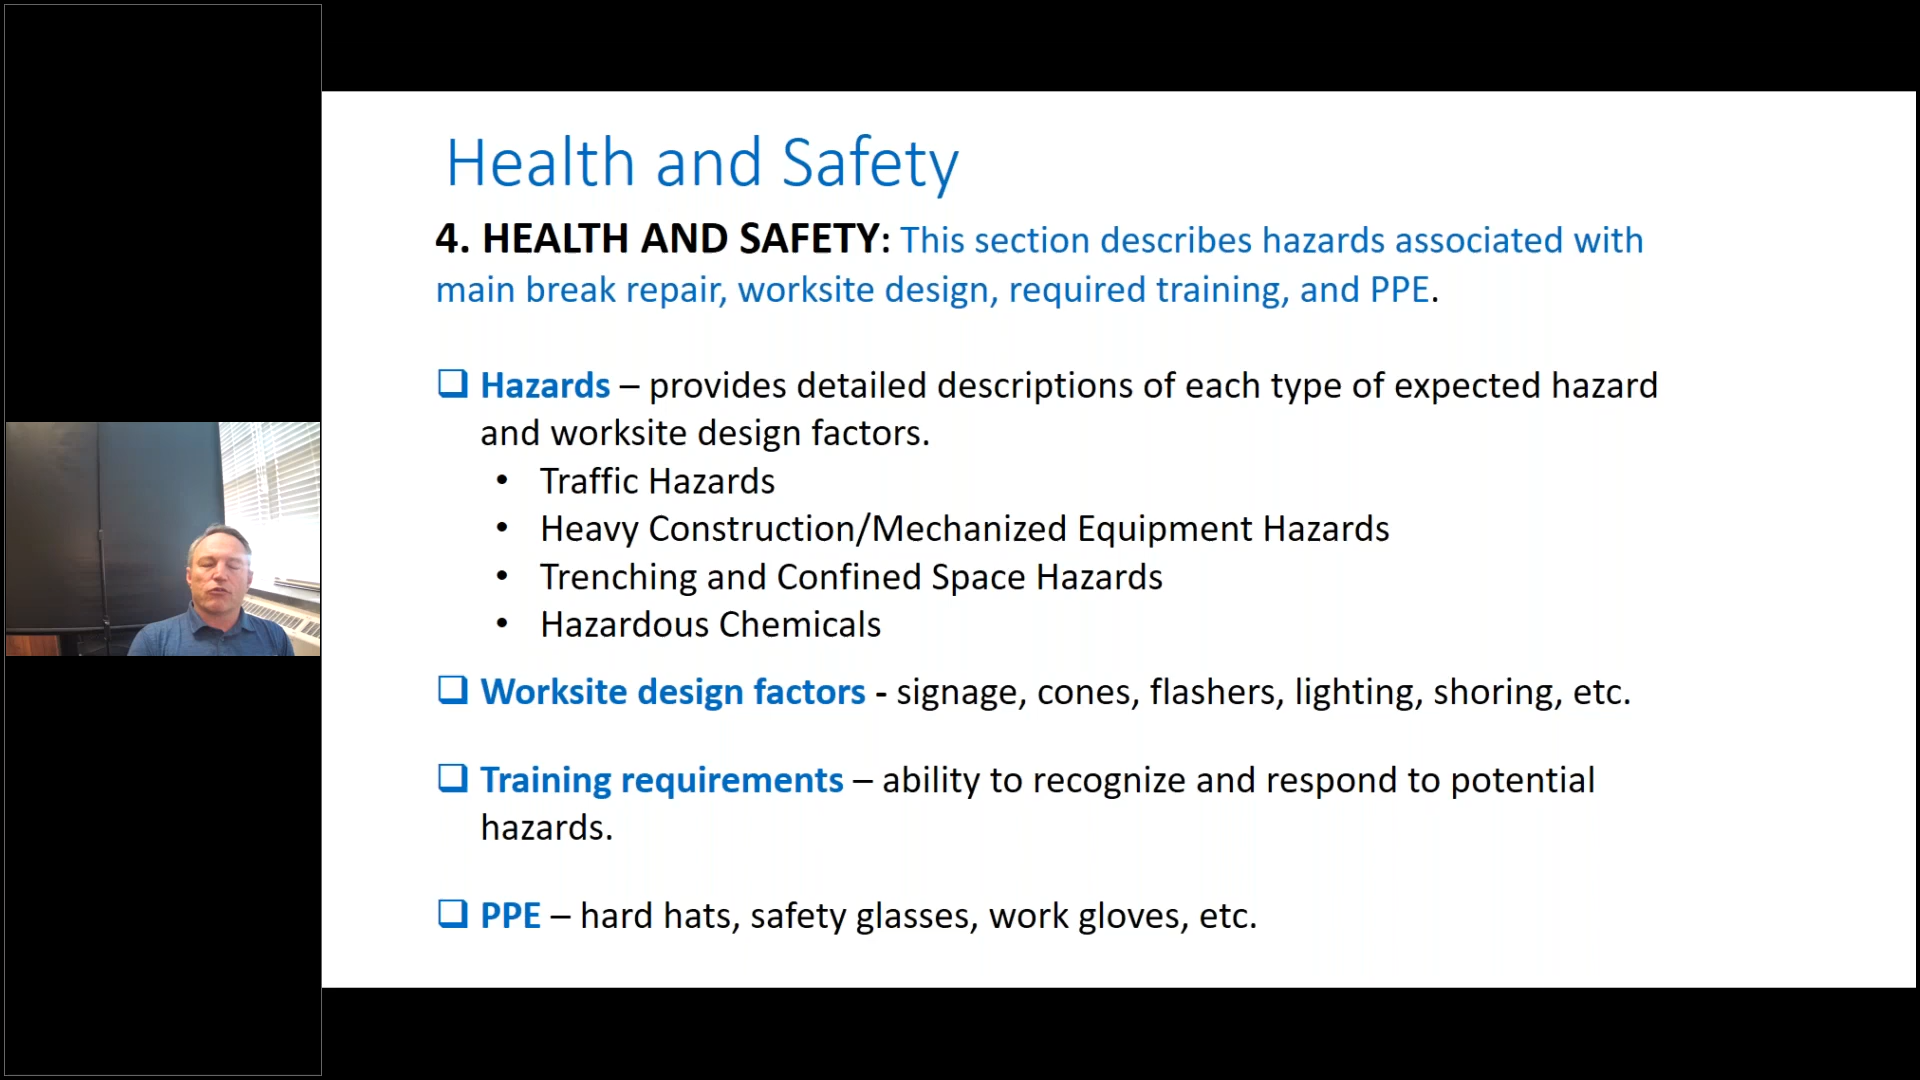 Health and Safety
4. HEALTH AND SAFETY: This section describes hazards associated with
main break repair, worksite design, required training, and PPE.
❑ Hazards – provides detailed descriptions of each type of expected hazard
and worksite design factors.
• Traffic Hazards
• Heavy Construction/Mechanized Equipment Hazards
• Trenching and Confined Space Hazards
• Hazardous Chemicals
❑ Worksite design factors - signage, cones, flashers, lighting, shoring, etc.
❑ Training requirements – ability to recognize and respond to potential
hazards.
❑ PPE – hard hats, safety glasses, work gloves, etc.